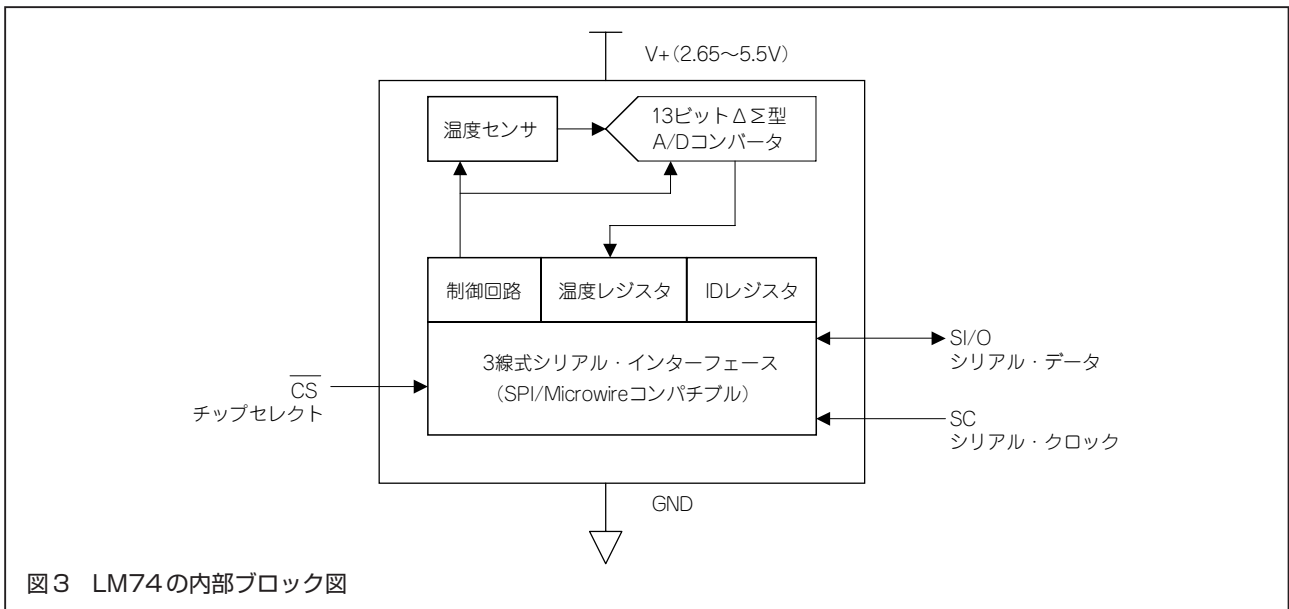 V+(2.65～5.5V)
温度センサ
13ビットΔΣ型
A/Dコンバータ
制御回路
温度レジスタ
IDレジスタ
3線式シリアル・インターフェース
（SPI/Microwireコンパチブル）
CS
チップセレクト
SI/O
シリアル・データ
SC
シリアル・クロック
GND
図3　LM74の内部ブロック図